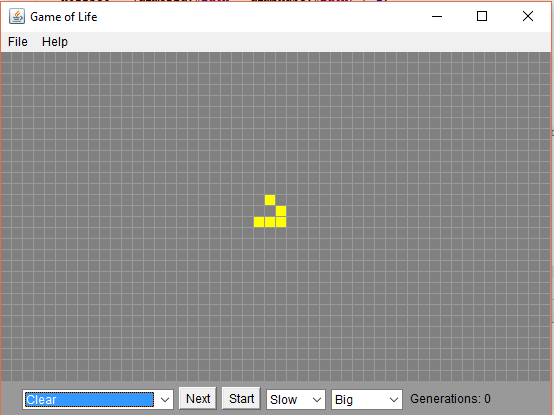 Game of Life
File Help
Clear Next Start Slow Big Generations: 0